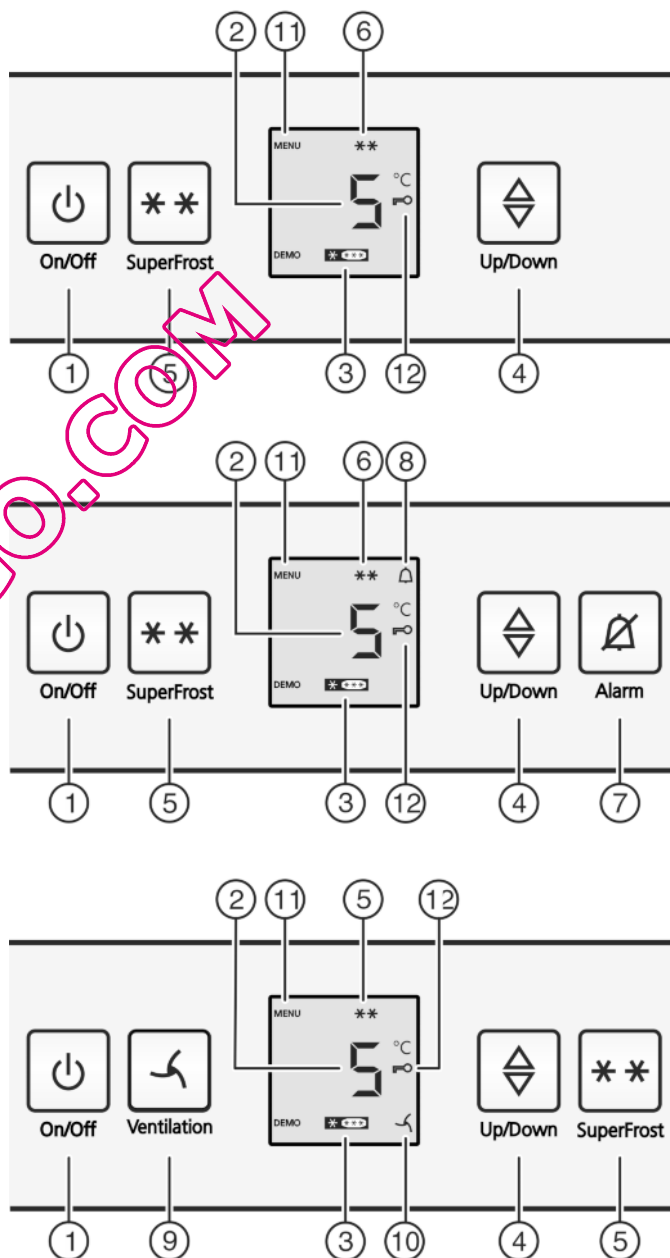 2 11 6
MENU **
5 °C
DEMO
On/Off SuperFrost Up/Down
1 5 3 12 4
O.COM
2 11 6 8
MENU **
5 °C
DEMO
On/Off SuperFrost Up/Down Alarm
1 5 3 12 4 7
2 11 5 12
MENU **
5 °C
DEMO
On/Off Ventilation Up/Down SuperFrost
1 9 3 10 4 5